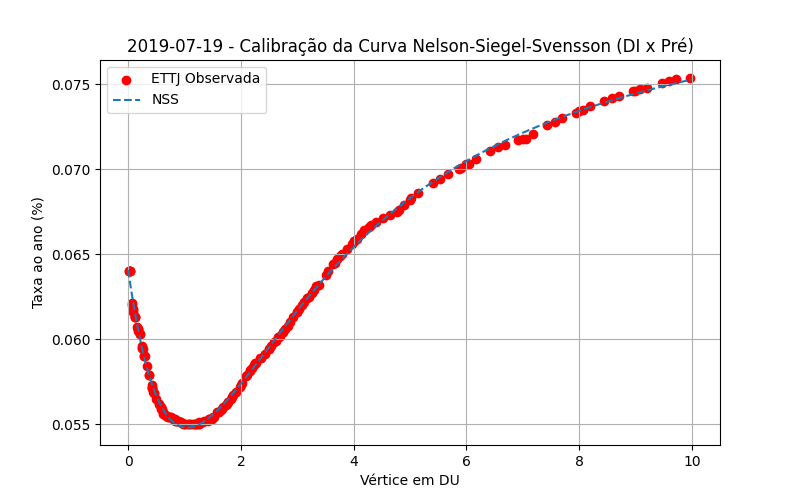 2019-07-19 - Calibração da Curva Nelson-Siegel-Svensson (DI x Pré)
ETTJ Observada
NSS
Taxa ao ano (%)
0.075
0.070
0.065
0.060
0.055
0 2 4 6 8 10
Vértice em DU